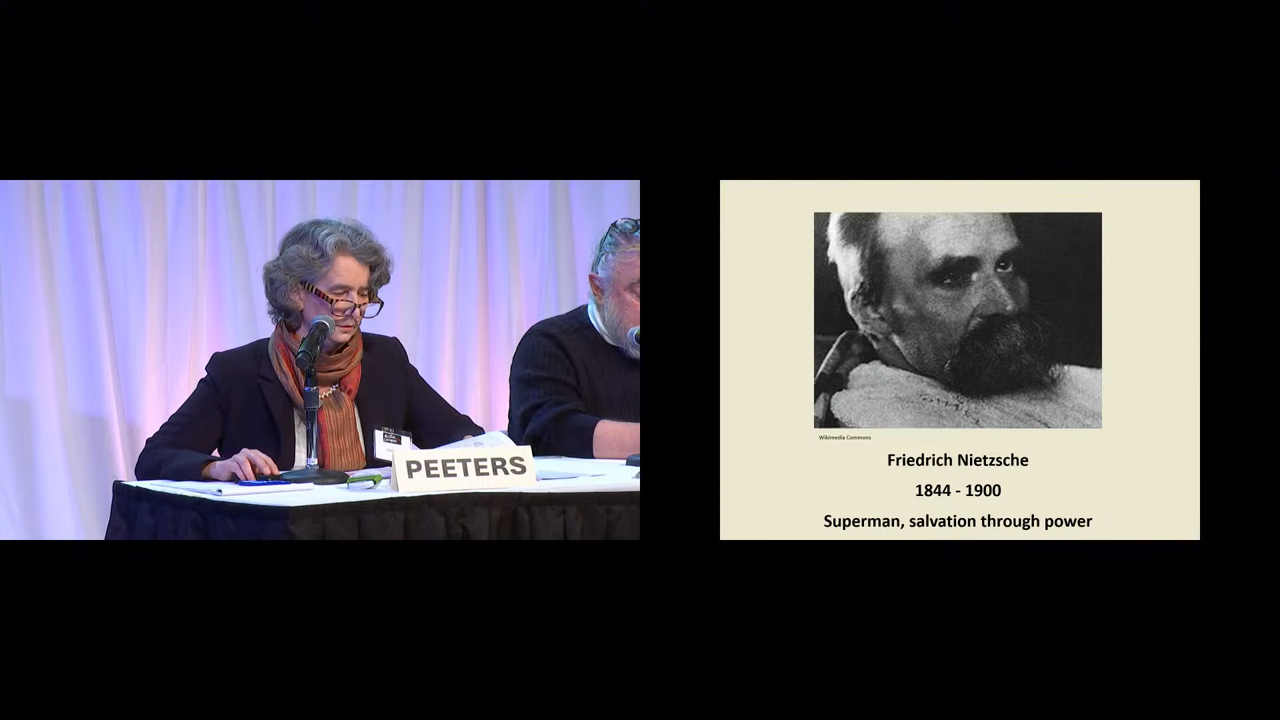 PEETERS
Wikimedia Commons
Friedrich Nietzsche
1844 - 1900
Superman, salvation through power